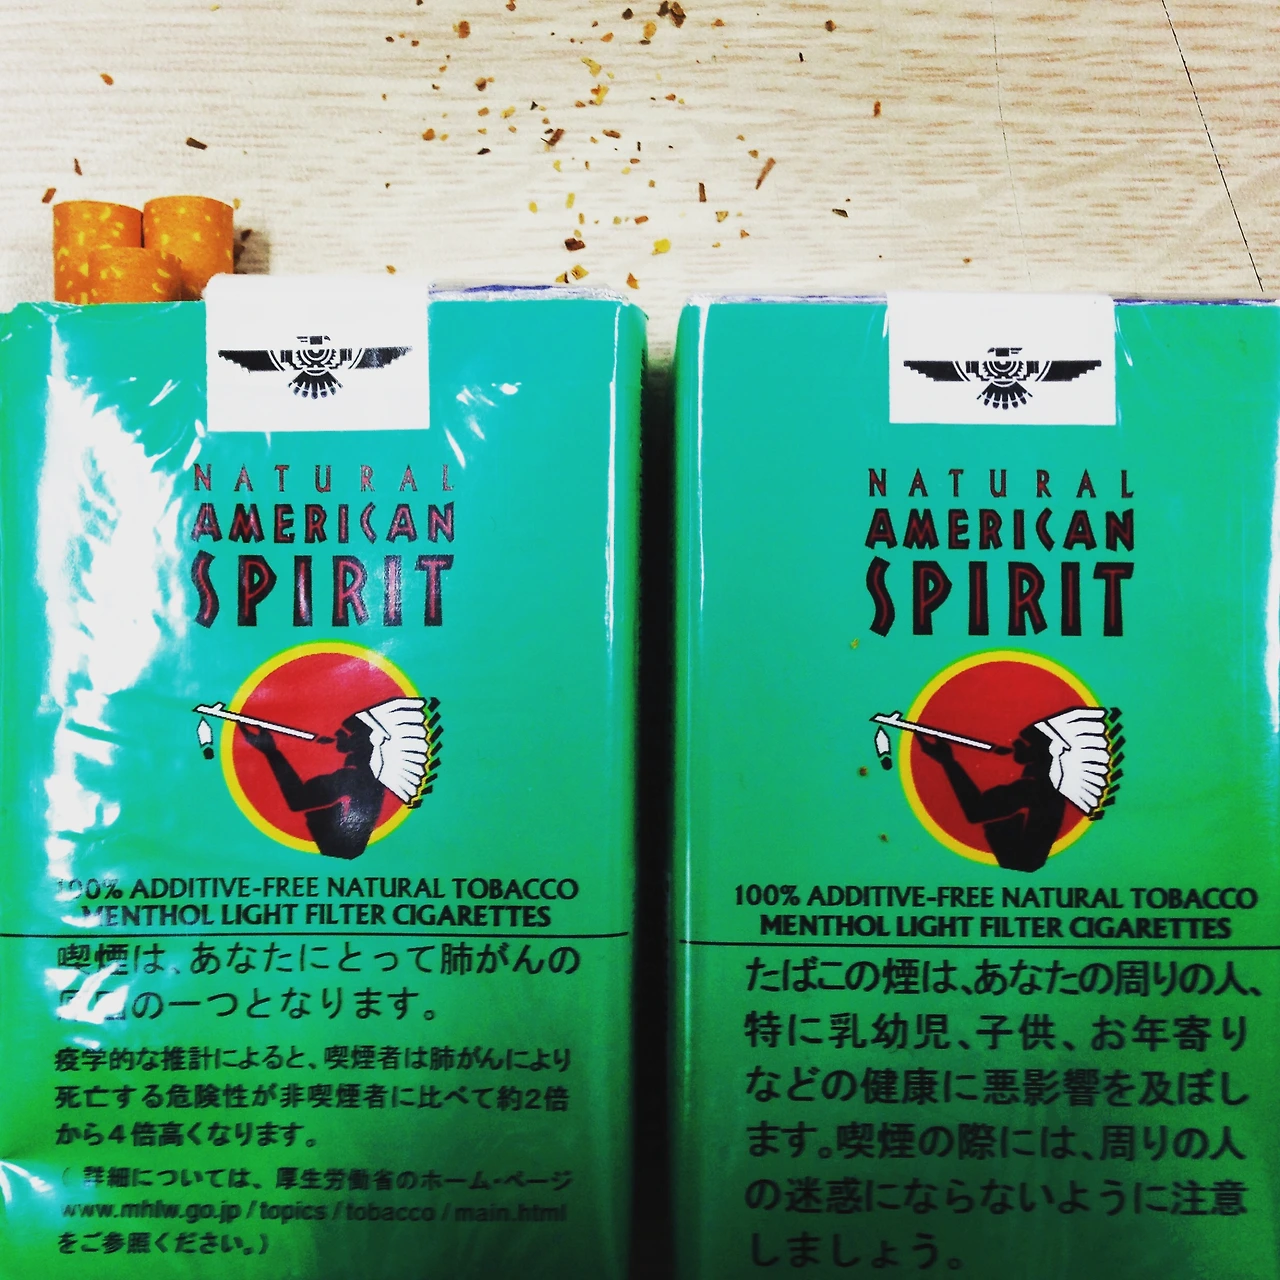 NATURAL
AMERICAN
SPIRIT
100% ADDITIVE-FREE NATURAL TOBACCO
MENTHOL LIGHT FILTER CIGARETTES
喫煙は、あなたにとって肺がんの
の一つとなります。
疫学的な推計によると、喫煙者は肺がんにより
死亡する危険性が非喫煙者に比べて約2倍
から4倍高くなります。
(詳細については、厚生労働省のホーム・ページ
www.mhlw.go.jp/topics/tobacco/main.html
をご参照ください。)
NATURAL
AMERICAN
SPIRIT
100% ADDITIVE-FREE NATURAL TOBACCO
MENTHOL LIGHT FILTER CIGARETTES
たばこの煙は、あなたの周りの人、
特に乳幼児、子供、お年寄り
などの健康に悪影響を及ぼし
ます。喫煙の際には、周りの人
の迷惑にならないように注意
しましょう。